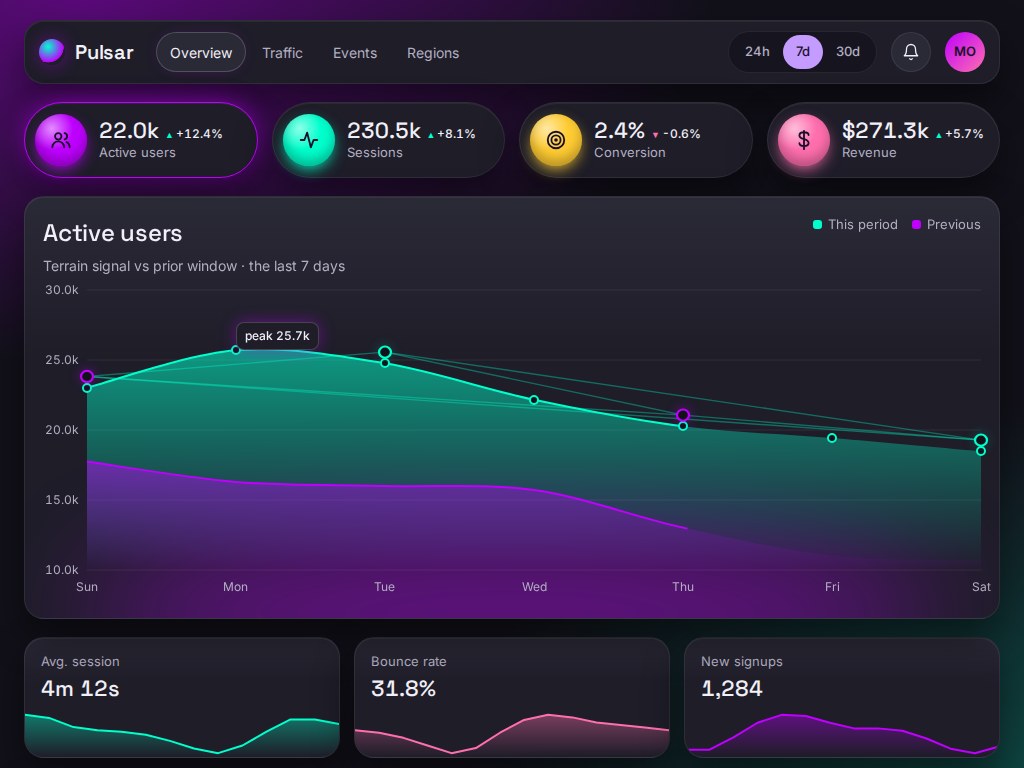 Pulsar
Overview
Traffic
Events
Regions
24h
7d
30d
MO
22.0k ▲ +12.4%
Active users
230.5k ▲ +8.1%
Sessions
2.4% ▼ -0.6%
Conversion
$271.3k ▲ +5.7%
Revenue
Active users
This period
Previous
Terrain signal vs prior window · the last 7 days
30.0k
25.0k
20.0k
15.0k
10.0k
peak 25.7k
Sun
Mon
Tue
Wed
Thu
Fri
Sat
Avg. session
4m 12s
Bounce rate
31.8%
New signups
1,284